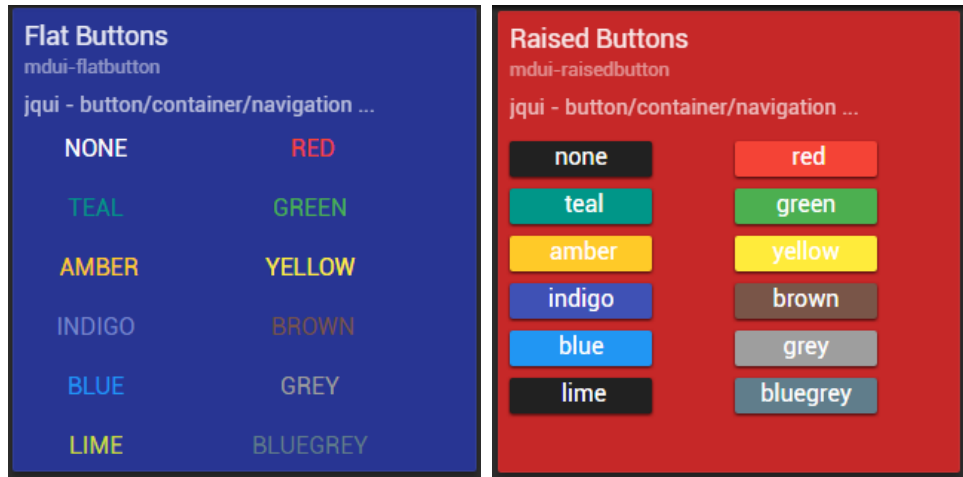 Flat Buttons
mdui-flatbutton
jqui - button/container/navigation ...
NONE RED
TEAL GREEN
AMBER YELLOW
INDIGO BROWN
BLUE GREY
LIME BLUEGREY
Raised Buttons
mdui-raisedbutton
jqui - button/container/navigation ...
none red
teal green
amber yellow
indigo brown
blue grey
lime bluegrey